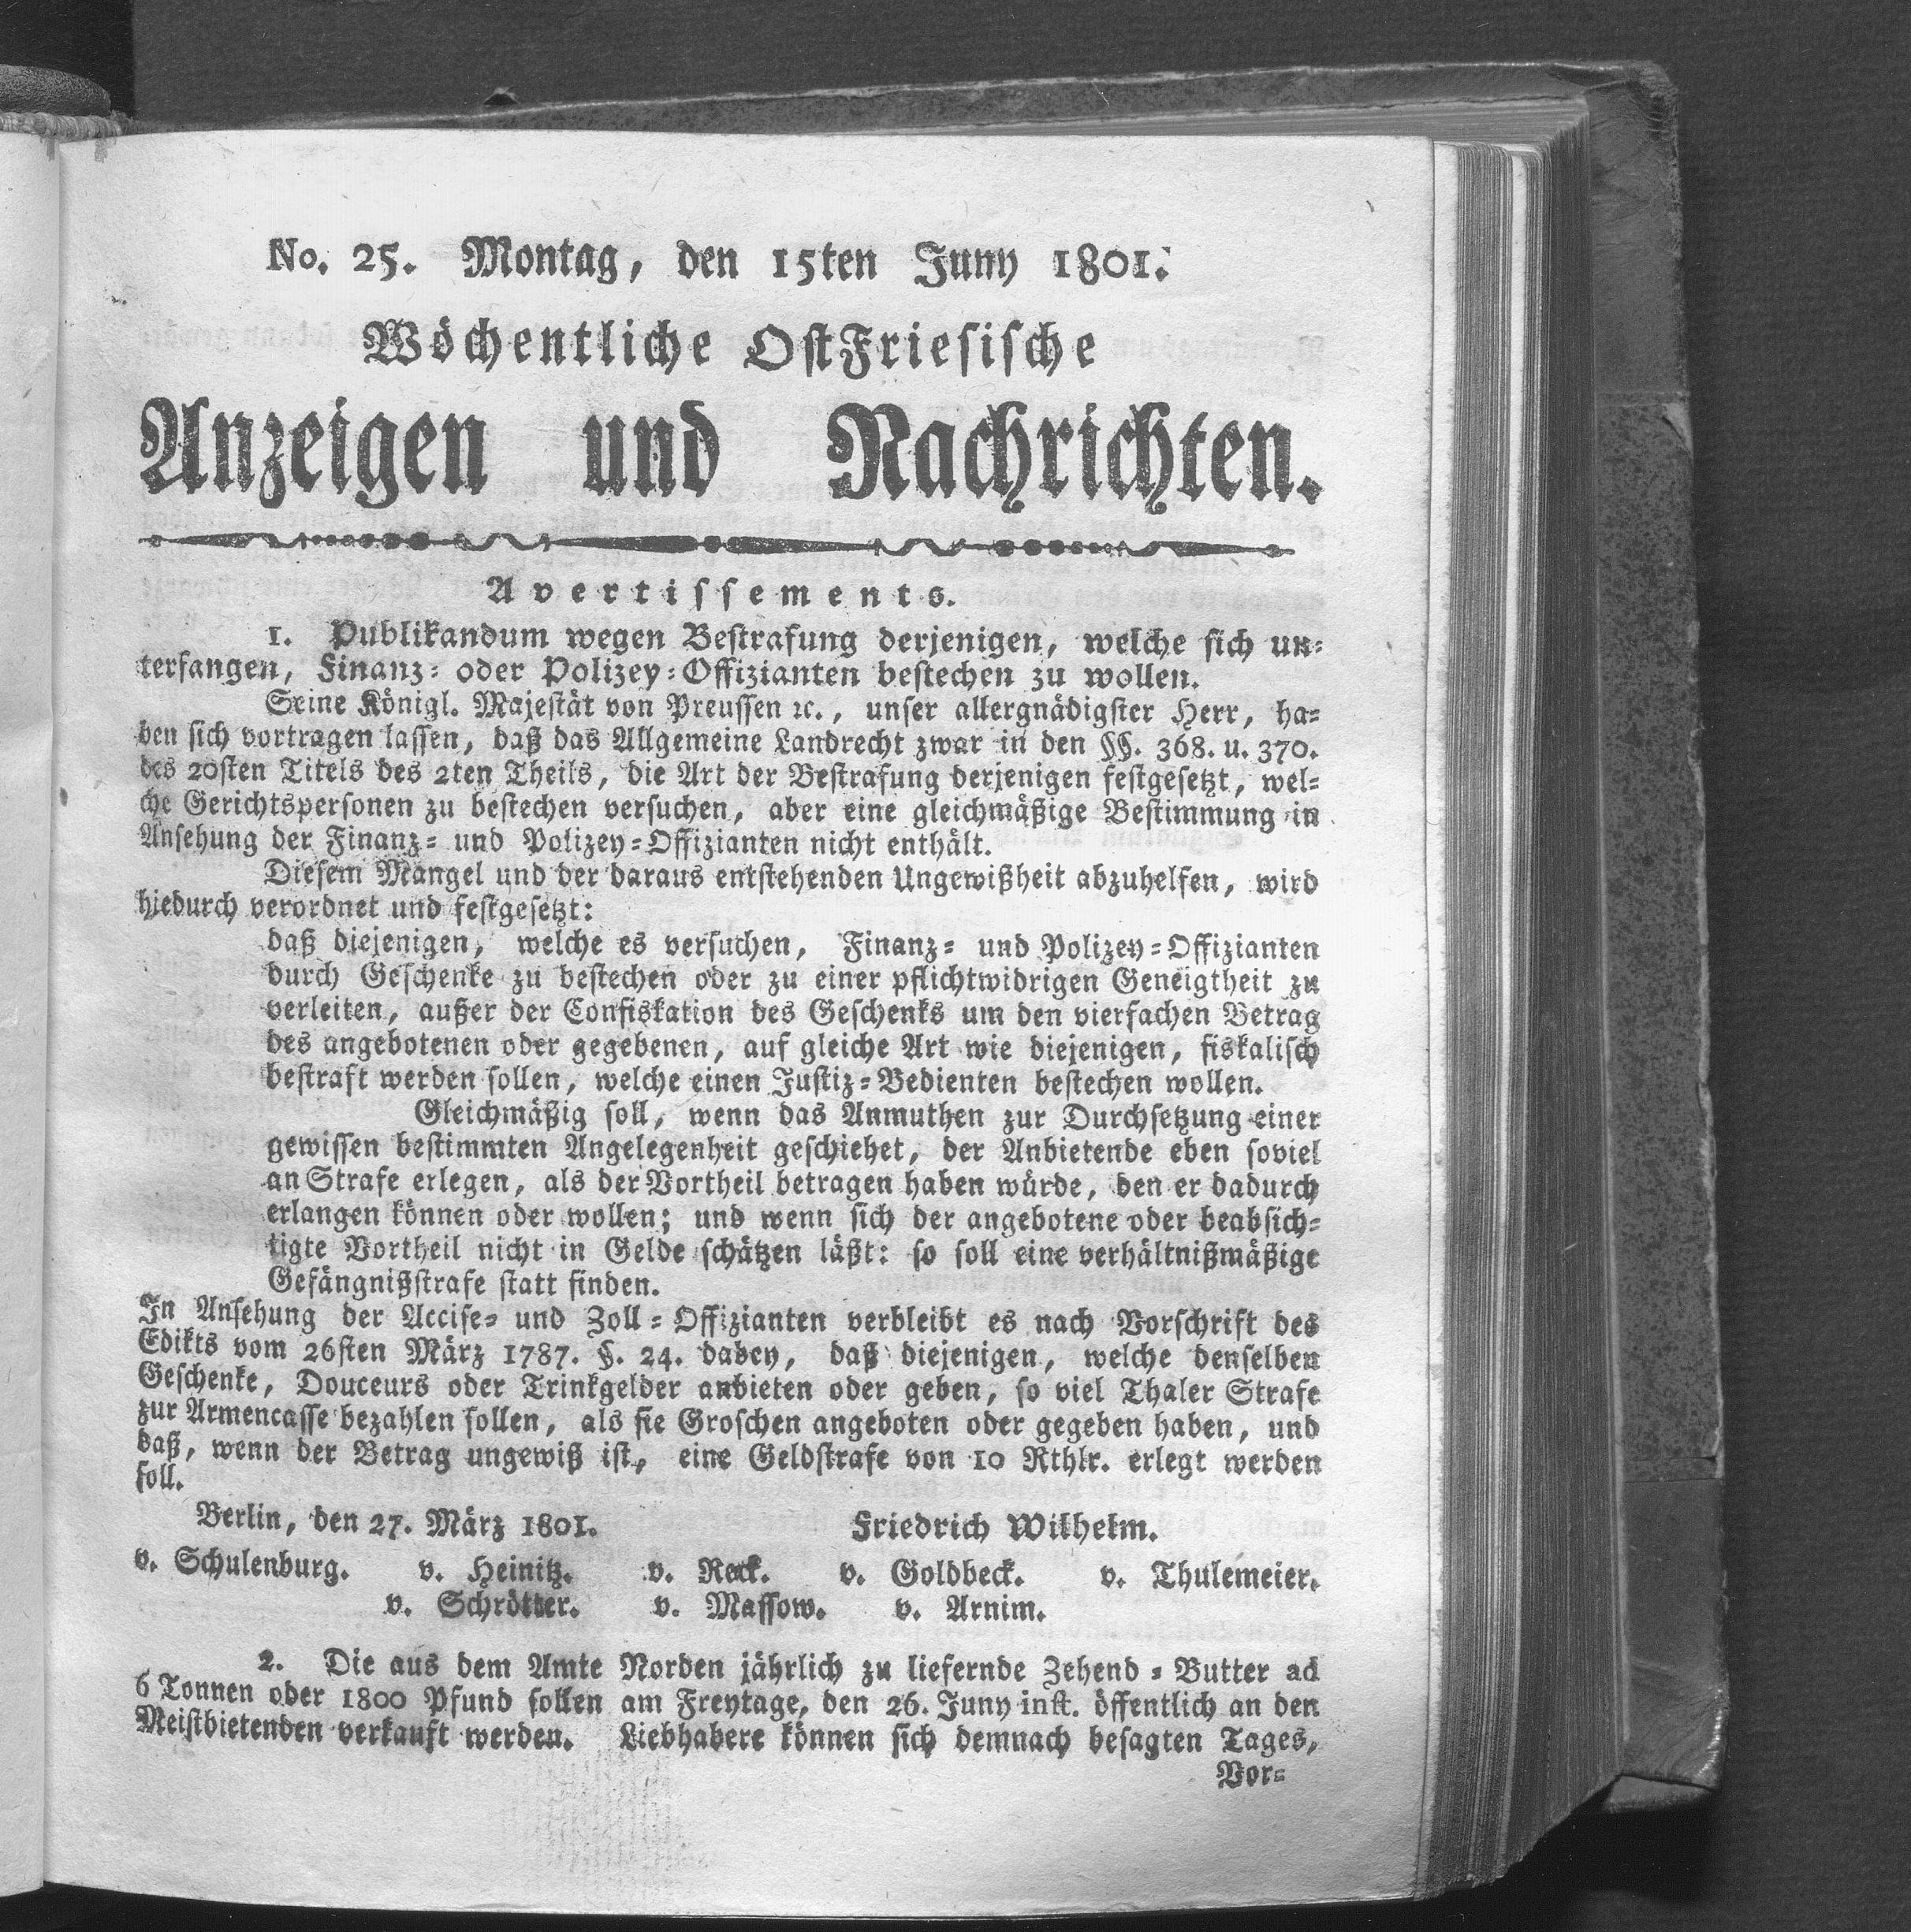 No. 25. Montag, den 15ten Juny 1801.
Wöchentliche OstFriesische
Anzeigen und Nachrichten.
Avertissements.
1. Publikandum wegen Bestrafung derjenigen, welche sich un-
terfangen, Finanz- oder Polizey-Offizianten bestechen zu wollen.
Seine Königl. Majestät von Preussen ꝛc., unser allergnädigster Herr, ha-
ben sich vortragen lassen, daß das Allgemeine Landrecht zwar in den §§. 368. u. 370.
des 20sten Titels des 2ten Theils, die Art der Bestrafung derjenigen festgesetzt, wel-
che Gerichtspersonen zu bestechen versuchen, aber eine gleichmäßige Bestimmung in
Ansehung der Finanz- und Polizey-Offizianten nicht enthält.
Diesem Mangel und der daraus entstehenden Ungewißheit abzuhelfen, wird
hiedurch verordnet und festgesetzt:
daß diejenigen, welche es versuchen, Finanz- und Polizey-Offizianten
durch Geschenke zu bestechen oder zu einer pflichtwidrigen Geneigtheit zu
verleiten, außer der Confiskation des Geschenks um den vierfachen Betrag
des angebotenen oder gegebenen, auf gleiche Art wie diejenigen, fiskalisch
bestraft werden sollen, welche einen Justiz-Bedienten bestechen wollen.
Gleichmäßig soll, wenn das Anmuthen zur Durchsetzung einer
gewissen bestimmten Angelegenheit geschiehet, der Anbietende eben soviel
an Strafe erlegen, als der Vortheil betragen haben würde, den er dadurch
erlangen können oder wollen; und wenn sich der angebotene oder beabsich-
tigte Vortheil nicht in Gelde schätzen läßt: so soll eine verhältnißmäßige
Gefängnißstrafe statt finden.
In Ansehung der Accise- und Zoll-Offizianten verbleibt es nach Vorschrift des
Edikts vom 26sten März 1787. §. 24. dabey, daß diejenigen, welche denselben
Geschenke, Douceurs oder Trinkgelder anbieten oder geben, so viel Thaler Strafe
zur Armencasse bezahlen sollen, als sie Groschen angeboten oder gegeben haben, und
daß, wenn der Betrag ungewiß ist, eine Geldstrafe von 10 Rthlr. erlegt werden
soll.
Berlin, den 27. März 1801. Friedrich Wilhelm.
v. Schulenburg. v. Heinitz. v. Reck. v. Goldbeck. v. Thulemeier.
v. Schrötter. v. Massow. v. Arnim.
2. Die aus dem Amte Norden jährlich zu liefernde Zehend-Butter ad
6 Tonnen oder 1800 Pfund sollen am Freytage, den 26. Juny inst. öffentlich an den
Meistbietenden verkauft werden. Liebhabere können sich demnach besagten Tages,
Vor-